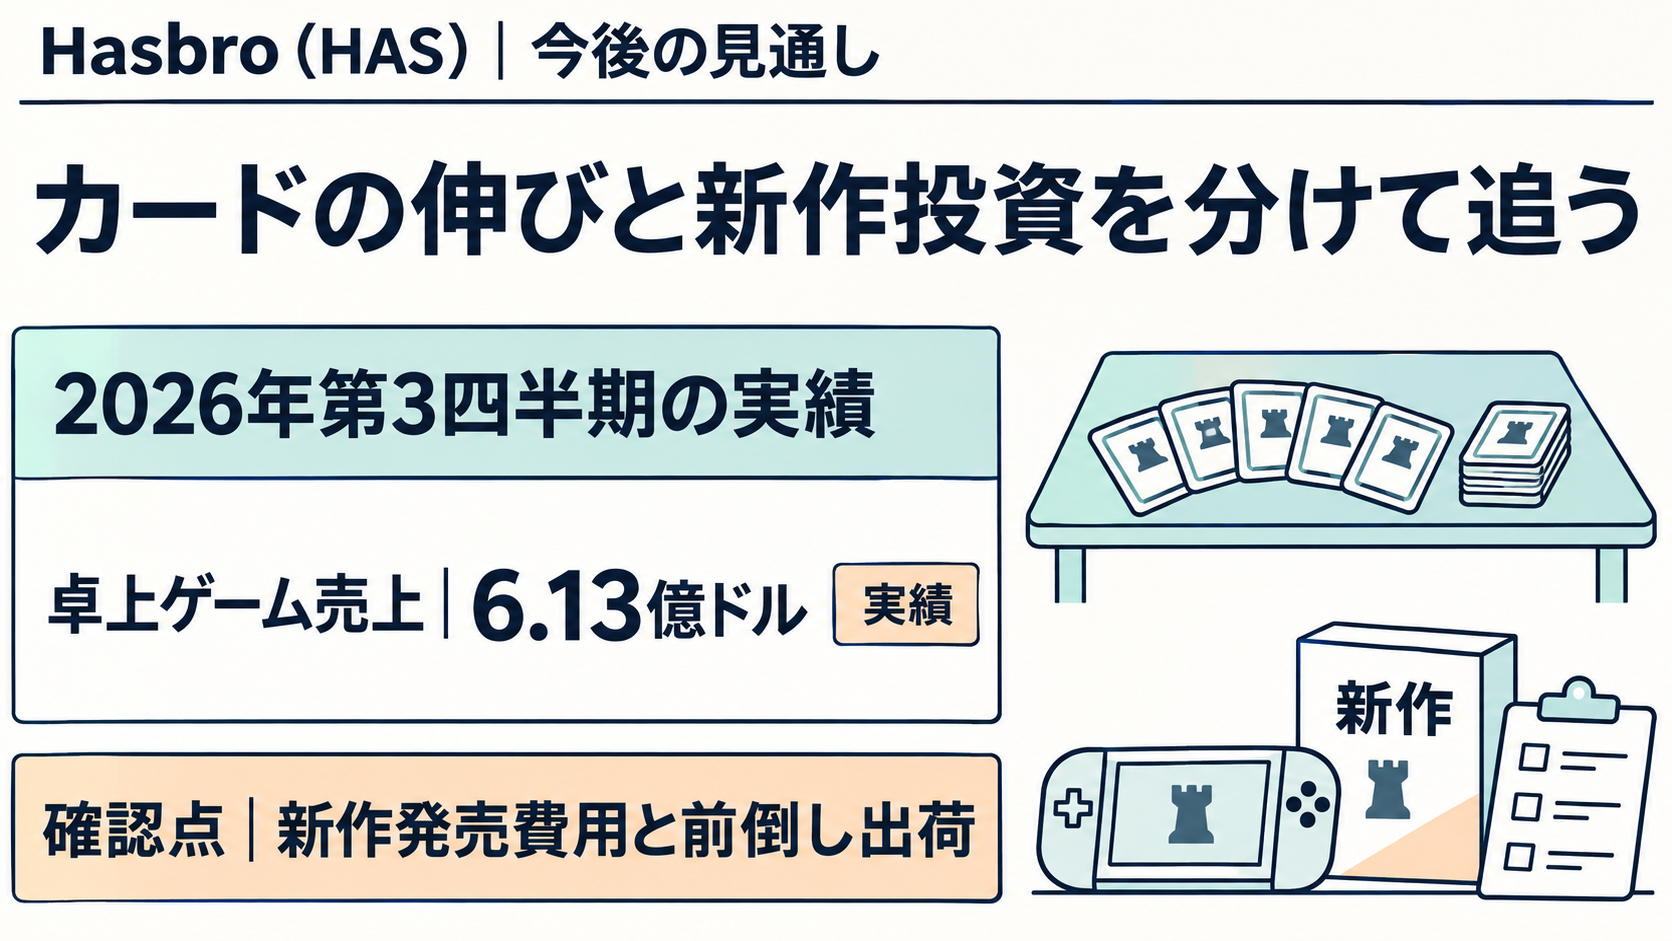 Hasbro（HAS）｜今後の見通し
カードの伸びと新作投資を分けて追う
2026年第3四半期の実績
卓上ゲーム売上｜6.13億ドル 実績
新作
確認点｜新作発売費用と前倒し出荷